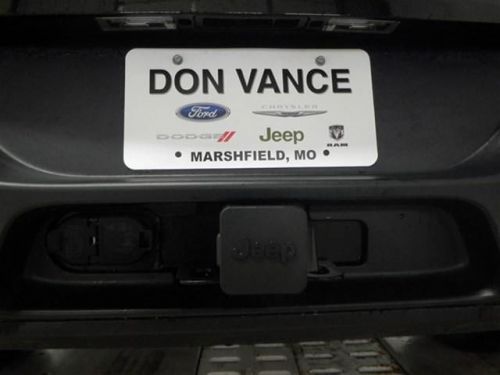 DON VANCE
Ford CHRYSLER
DODGE Jeep RAM
• MARSHFIELD, MO •
Jeep